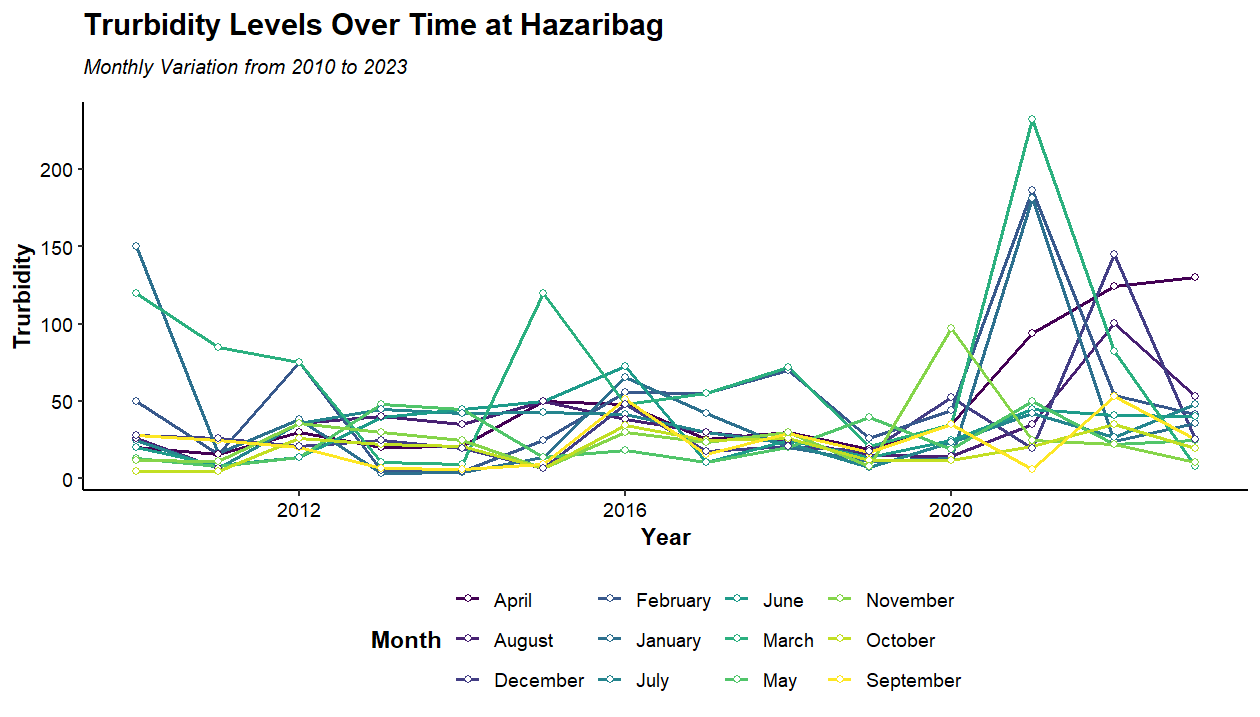 Trurbidity Levels Over Time at Hazaribag
Monthly Variation from 2010 to 2023
Trurbidity
200
150
100
50
0
2012 2016 2020
Year
Month
April February June November
August January March October
December July May September